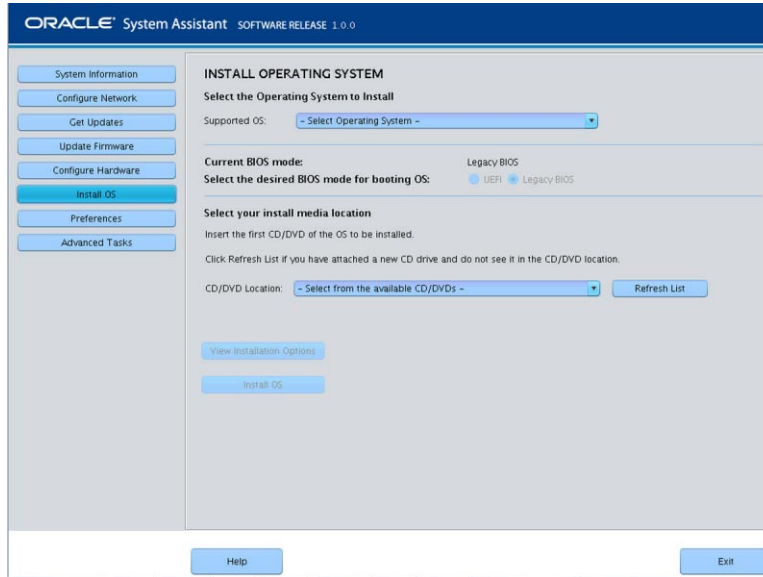 ORACLE System Assistant SOFTWARE RELEASE 1.0.0
System Information
Configure Network
Get Updates
Update Firmware
Configure Hardware
Install OS
Preferences
Advanced Tasks
INSTALL OPERATING SYSTEM
Select the Operating System to Install
Supported OS: - Select Operating System -
Current BIOS mode: Legacy BIOS
Select the desired BIOS mode for booting OS: UEFI Legacy BIOS
Select your install media location
Insert the first CD/DVD of the OS to be installed.
Click Refresh List if you have attached a new CD drive and do not see it in the CD/DVD location.
CD/DVD Location: - Select from the available CD/DVDs - Refresh List
View Installation Options
Install OS
Help Exit